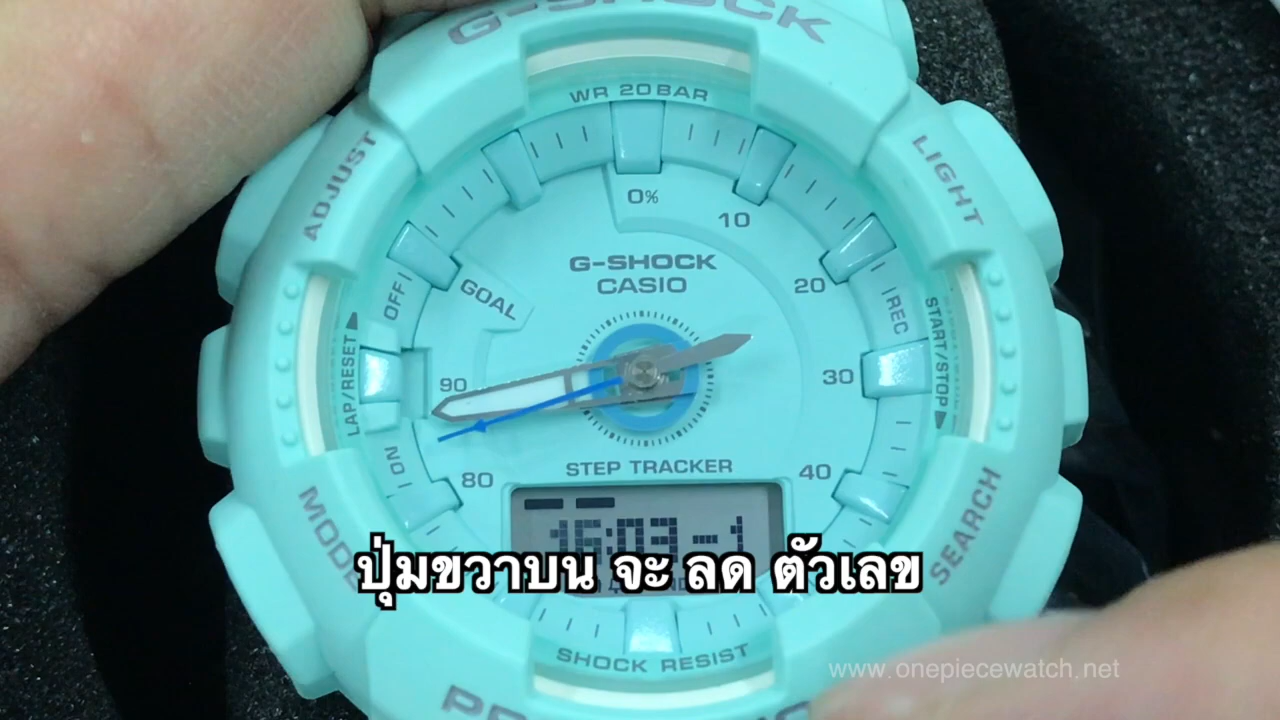 G-SHOCK
WR 20 BAR
ADJUST
LIGHT
0%
10
20
30
40
80
90
G-SHOCK
CASIO
GOAL
OFF
ON
REC
LAP/RESET
START/STOP
STEP TRACKER
16:03
MODE
SEARCH
ปุ่มขวาบน จะ ลด ตัวเลข
SHOCK RESIST
www.onepiecewatch.net